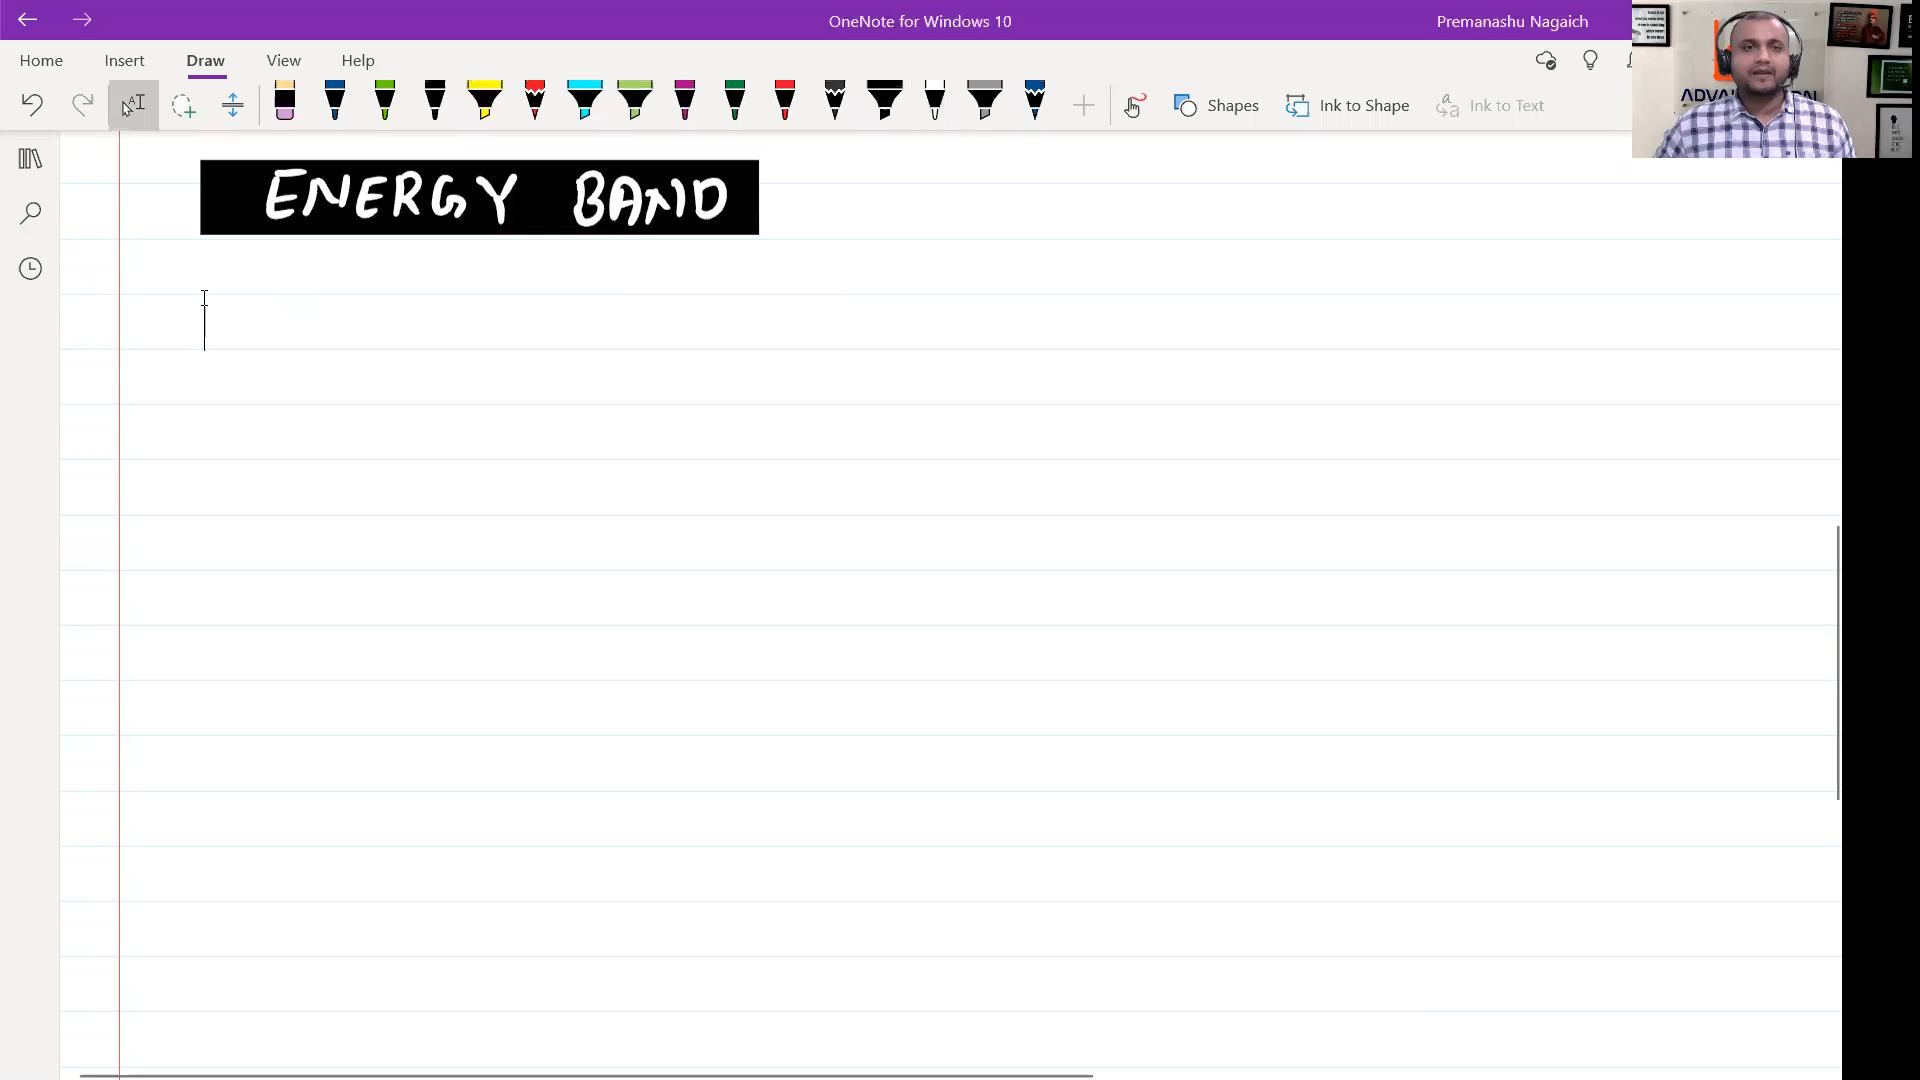 OneNote for Windows 10
Premanashu Nagaich
Home
Insert
Draw
View
Help
Shapes
Ink to Shape
Ink to Text
ENERGY BAND